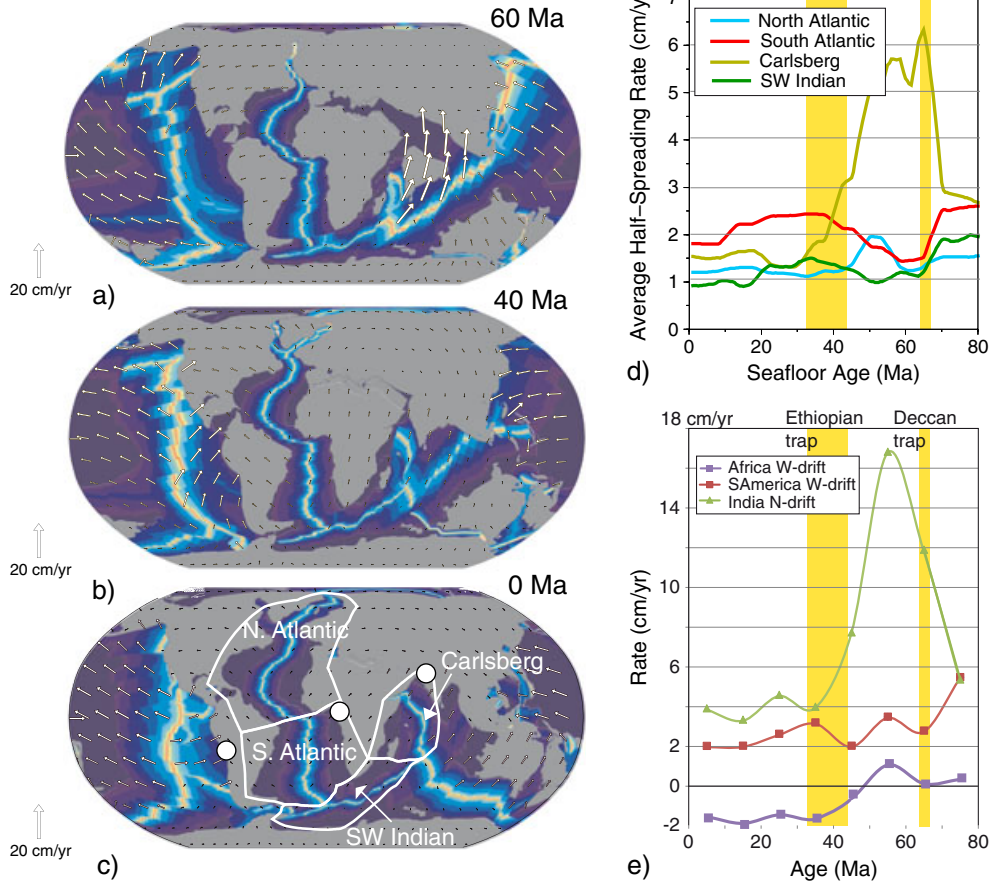 60 Ma
20 cm/yr
a)
40 Ma
20 cm/yr
b)
0 Ma
N. Atlantic
Carlsberg
S. Atlantic
SW Indian
20 cm/yr
c)
Average Half-Spreading Rate (cm/y
7
6
5
4
3
2
1
0
North Atlantic
South Atlantic
Carlsberg
SW Indian
0
20
40
60
80
Seafloor Age (Ma)
d)
18 cm/yr
Ethiopian
trap
Deccan
trap
Africa W-drift
SAmerica W-drift
India N-drift
Rate (cm/yr)
14
10
6
2
0
-2
0
20
40
60
80
Age (Ma)
e)